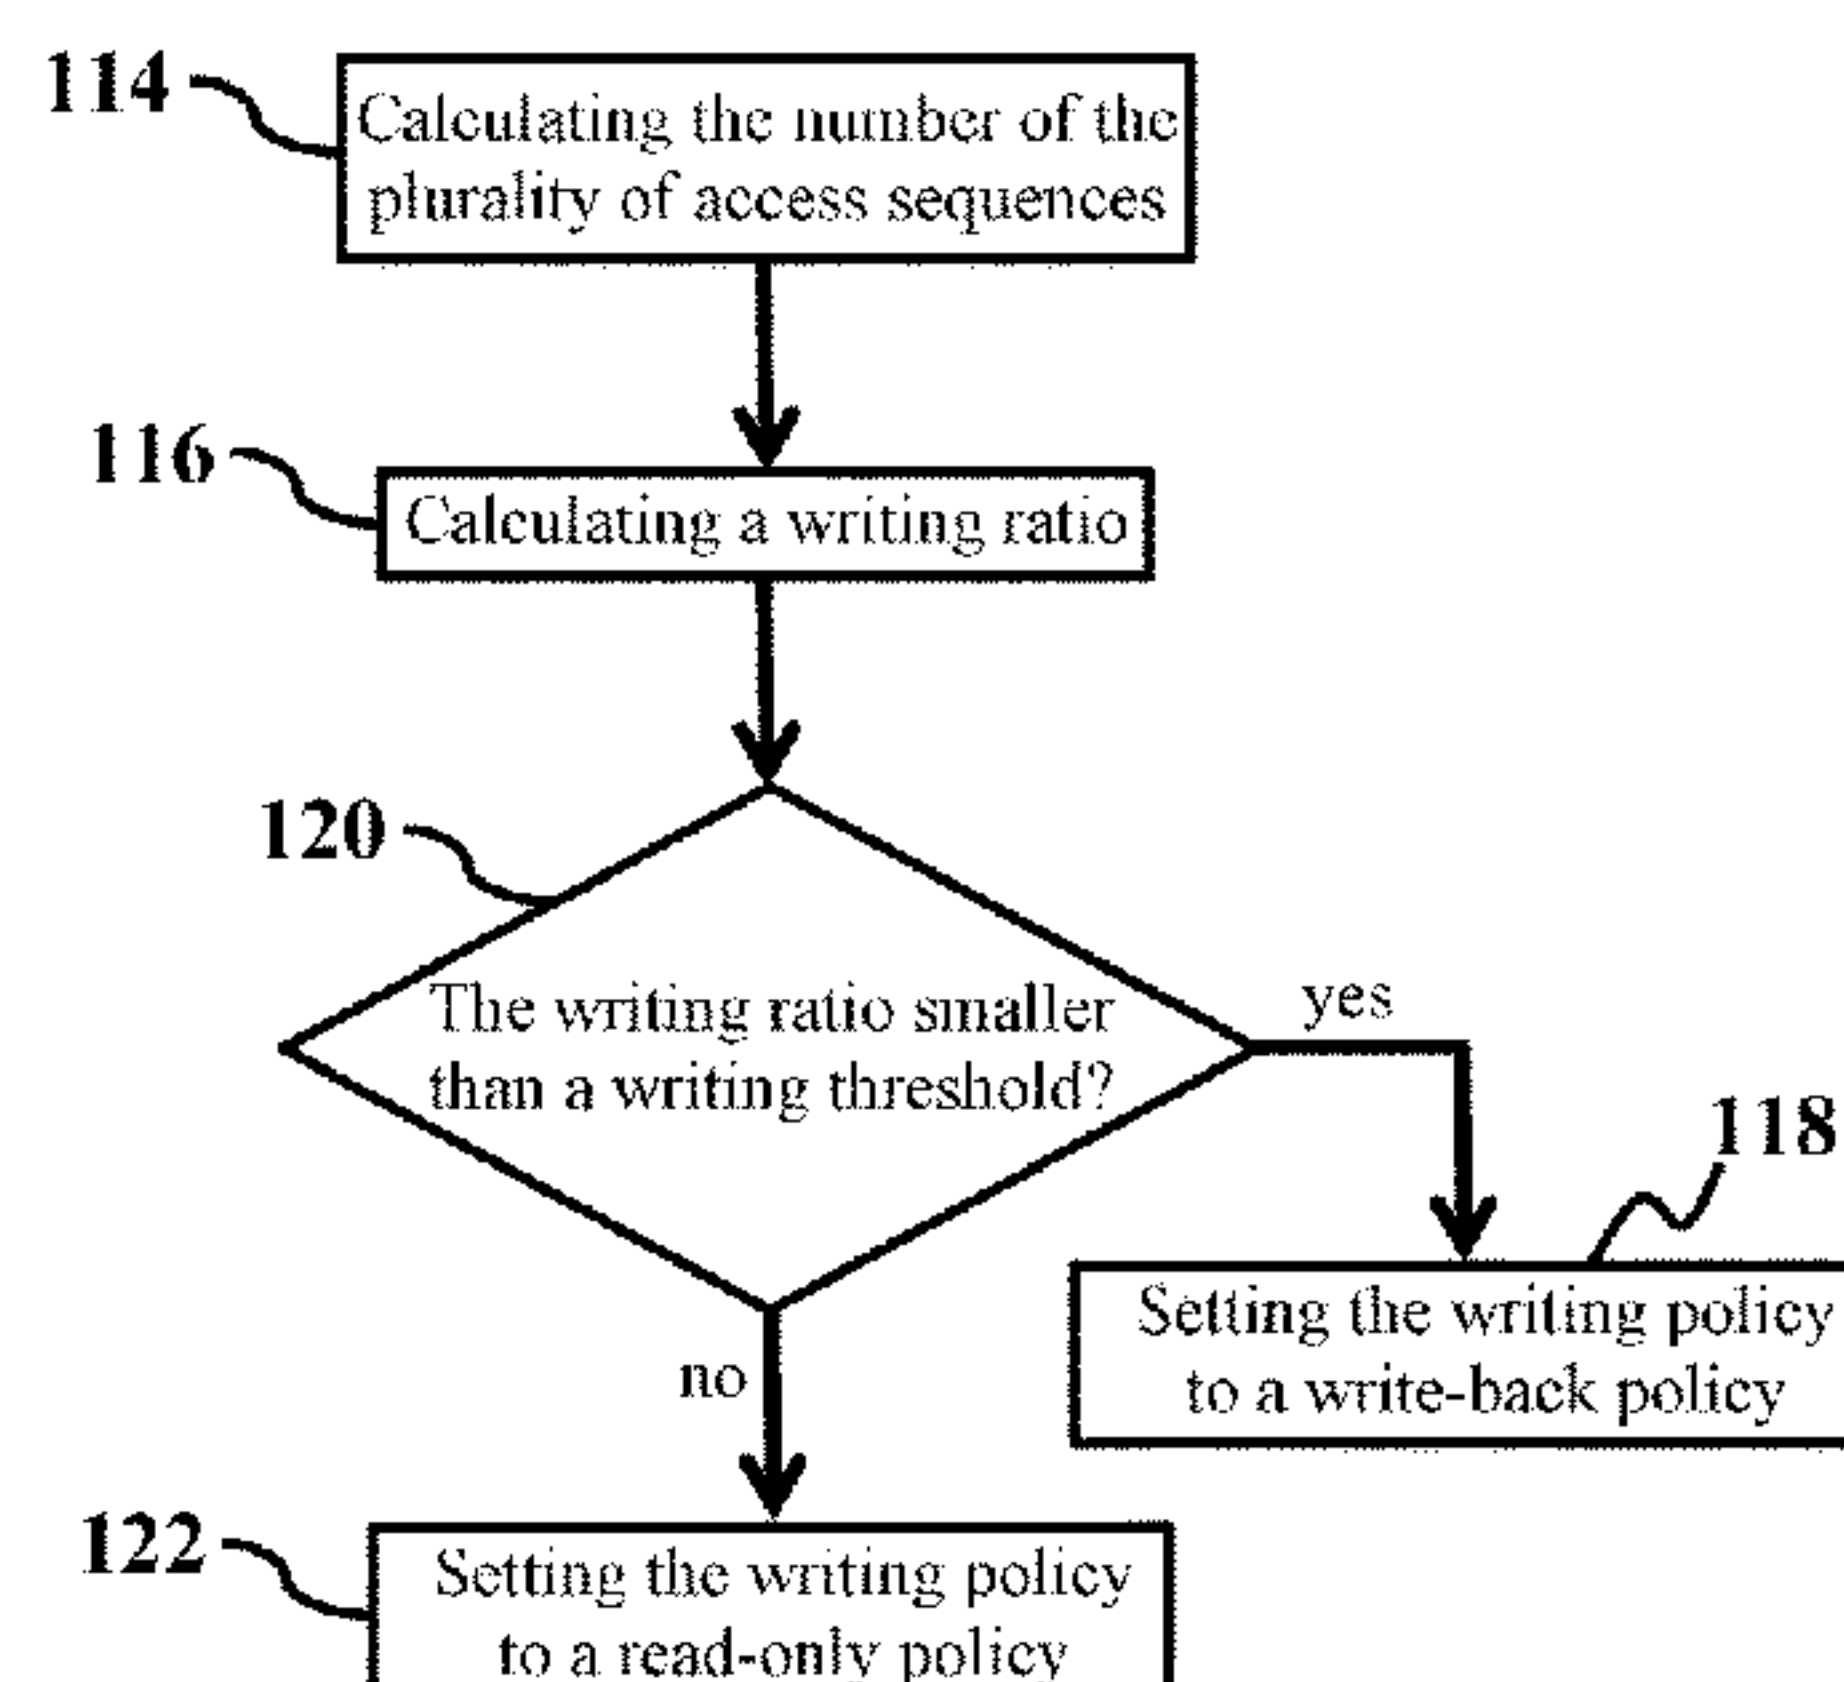 114
Calculating the number of the
plurality of access sequences
116
Calculating a writing ratio
120
The writing ratio smaller
than a writing threshold?
yes
118
Setting the writing policy
to a write-back policy
no
122
Setting the writing policy
to a read-only policy